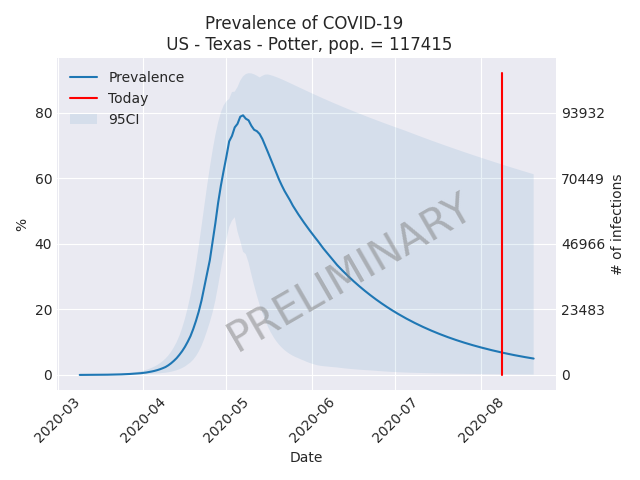 Prevalence of COVID-19
US - Texas - Potter, pop. = 117415
Prevalence
Today
95CI
80
60
40
20
0
%
93932
70449
46966
23483
0
# of infections
PRELIMINARY
2020-03
2020-04
2020-05
2020-06
2020-07
2020-08
Date